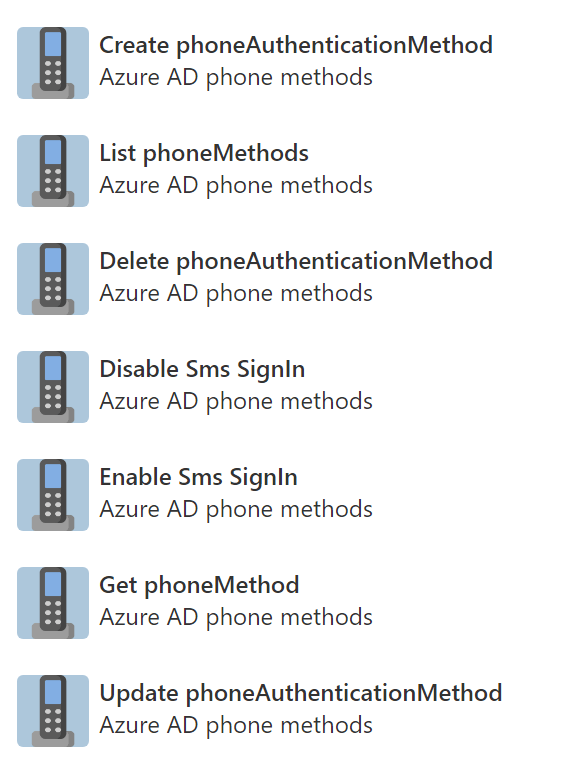 Create phoneAuthenticationMethod
Azure AD phone methods
List phoneMethods
Azure AD phone methods
Delete phoneAuthenticationMethod
Azure AD phone methods
Disable Sms SignIn
Azure AD phone methods
Enable Sms SignIn
Azure AD phone methods
Get phoneMethod
Azure AD phone methods
Update phoneAuthenticationMethod
Azure AD phone methods